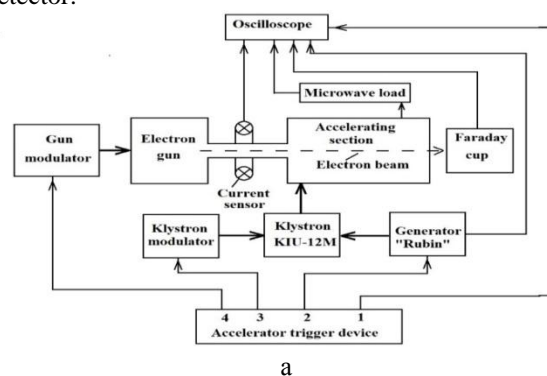 etector.
Oscilloscope
Microwave load
Gun
modulator
Electron
gun
Accelerating
section
Electron beam
Faraday
cup
Current
sensor
Klystron
modulator
Klystron
KIU-12M
Generator
"Rubin"
4 3 2 1
Accelerator trigger device
a